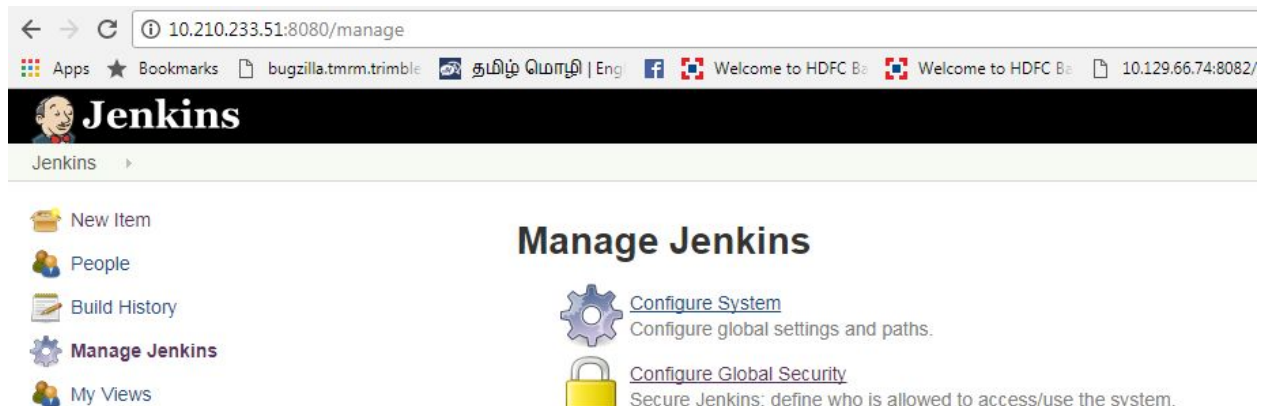 10.210.233.51:8080/manage
Apps Bookmarks bugzilla.tmrm.trimble தமிழ் மொழி | Eng Welcome to HDFC Ba Welcome to HDFC Ba 10.129.66.74:8082/
Jenkins
Jenkins
New Item
People
Build History
Manage Jenkins
My Views
Manage Jenkins
Configure System
Configure global settings and paths.
Configure Global Security
Secure Jenkins; define who is allowed to access/use the system.